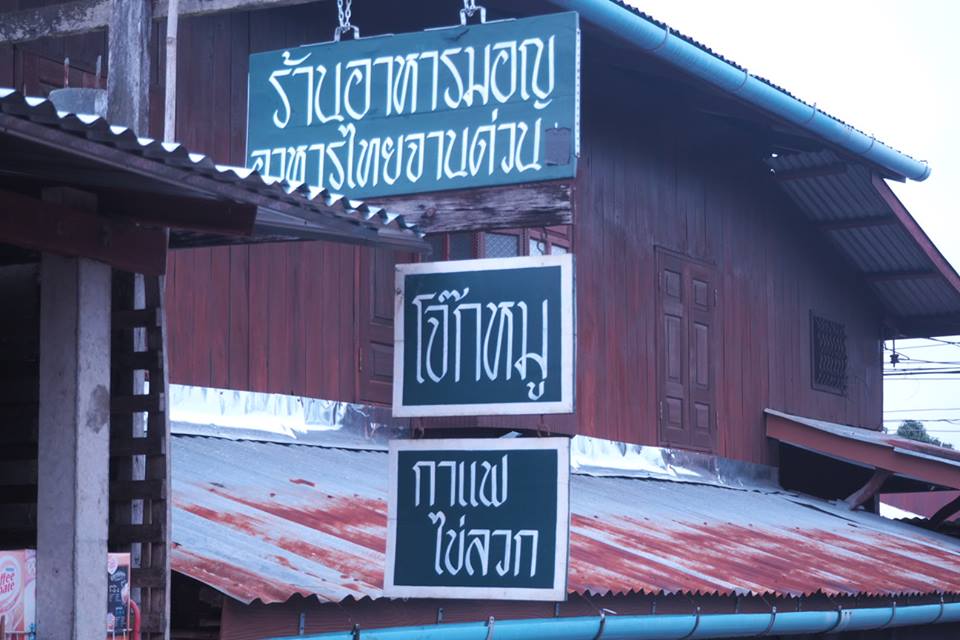 ร้านอาหารมอญ
อาหารไทยจานด่วน
โจ๊กหมู
กาแฟ
ไข่ลวก